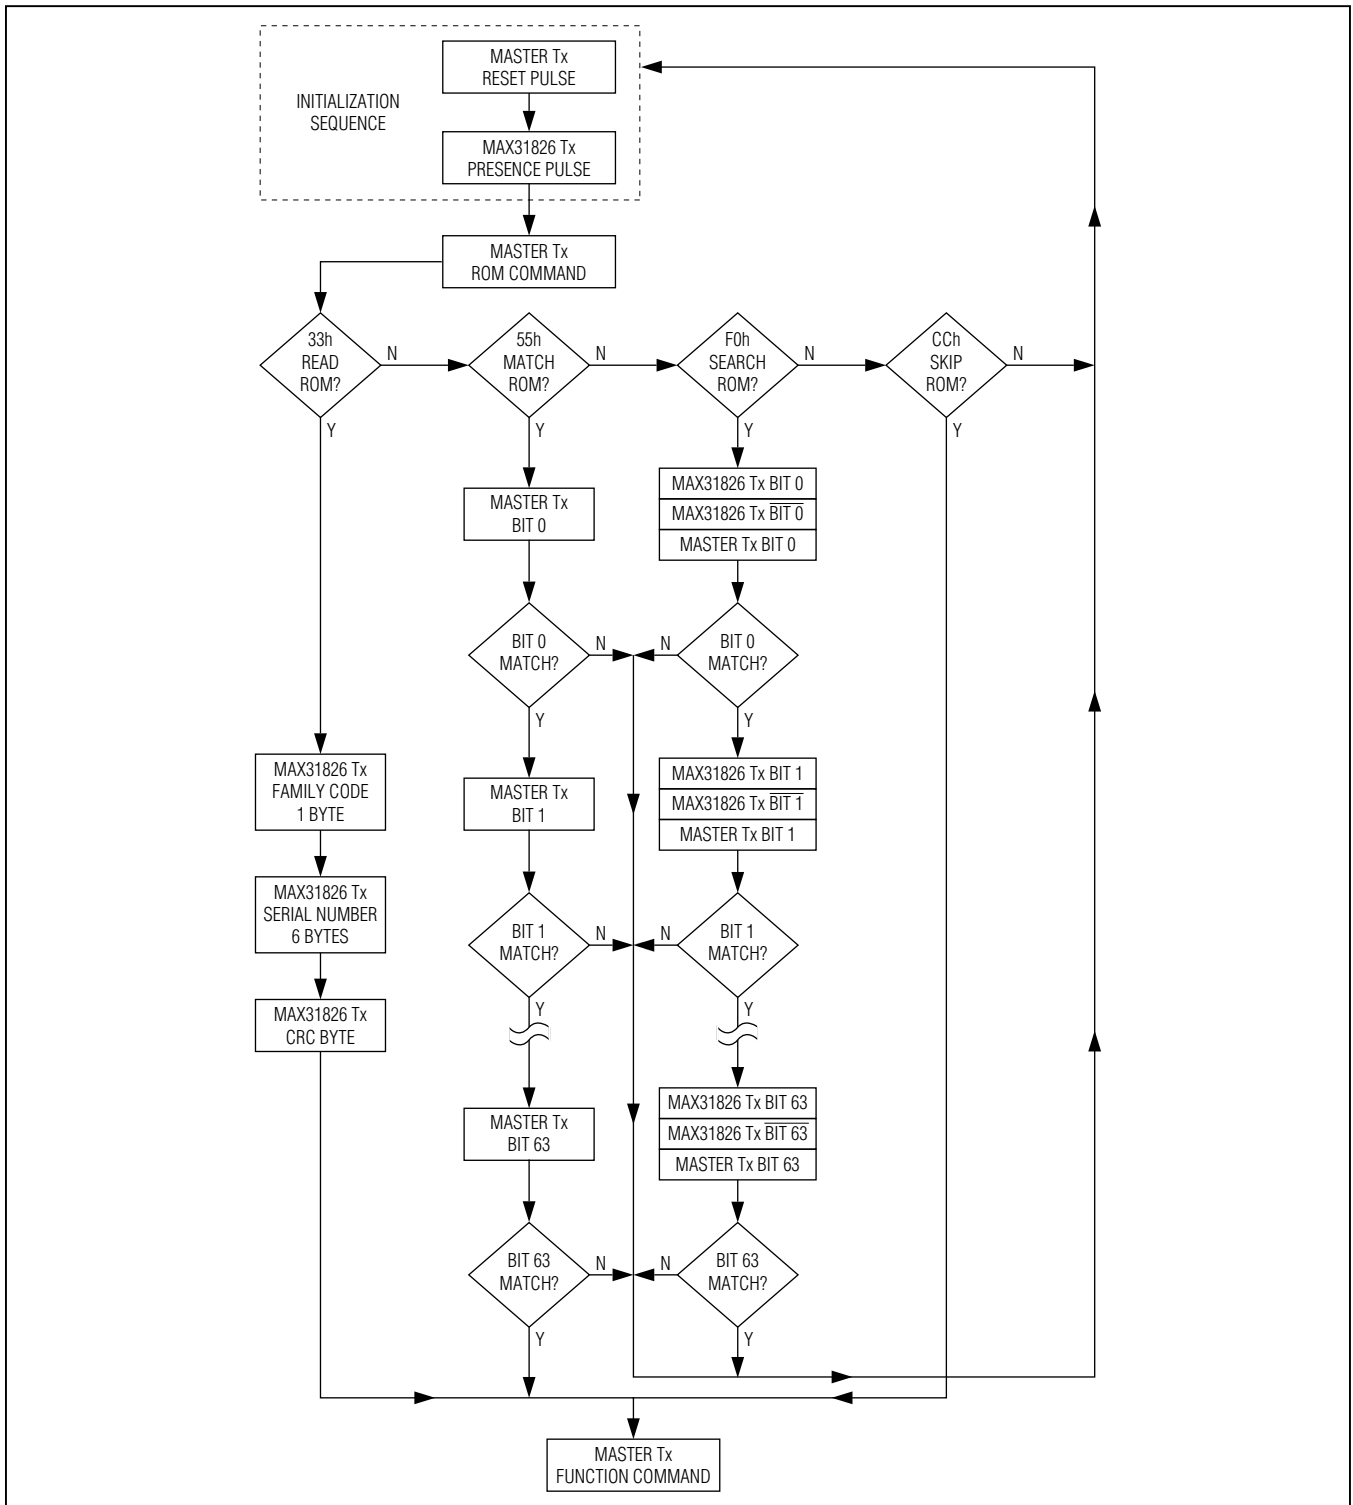 MASTER Tx
RESET PULSE
INITIALIZATION
SEQUENCE
MAX31826 Tx
PRESENCE PULSE
MASTER Tx
ROM COMMAND
33h
READ
ROM?
N
Y
55h
MATCH
ROM?
N
Y
F0h
SEARCH
ROM?
N
Y
CCh
SKIP
ROM?
N
Y
MAX31826 Tx
FAMILY CODE
1 BYTE
MAX31826 Tx
SERIAL NUMBER
6 BYTES
MAX31826 Tx
CRC BYTE
MASTER Tx
BIT 0
BIT 0
MATCH?
N
Y
MASTER Tx
BIT 1
BIT 1
MATCH?
N
Y
MASTER Tx
BIT 63
BIT 63
MATCH?
N
Y
MAX31826 Tx BIT 0
MAX31826 Tx B̅I̅T̅ ̅0̅
MASTER Tx BIT 0
BIT 0
MATCH?
N
Y
MAX31826 Tx BIT 1
MAX31826 Tx B̅I̅T̅ ̅1̅
MASTER Tx BIT 1
BIT 1
MATCH?
N
Y
MAX31826 Tx BIT 63
MAX31826 Tx B̅I̅T̅ ̅6̅3̅
MASTER Tx BIT 63
BIT 63
MATCH?
N
Y
MASTER Tx
FUNCTION COMMAND